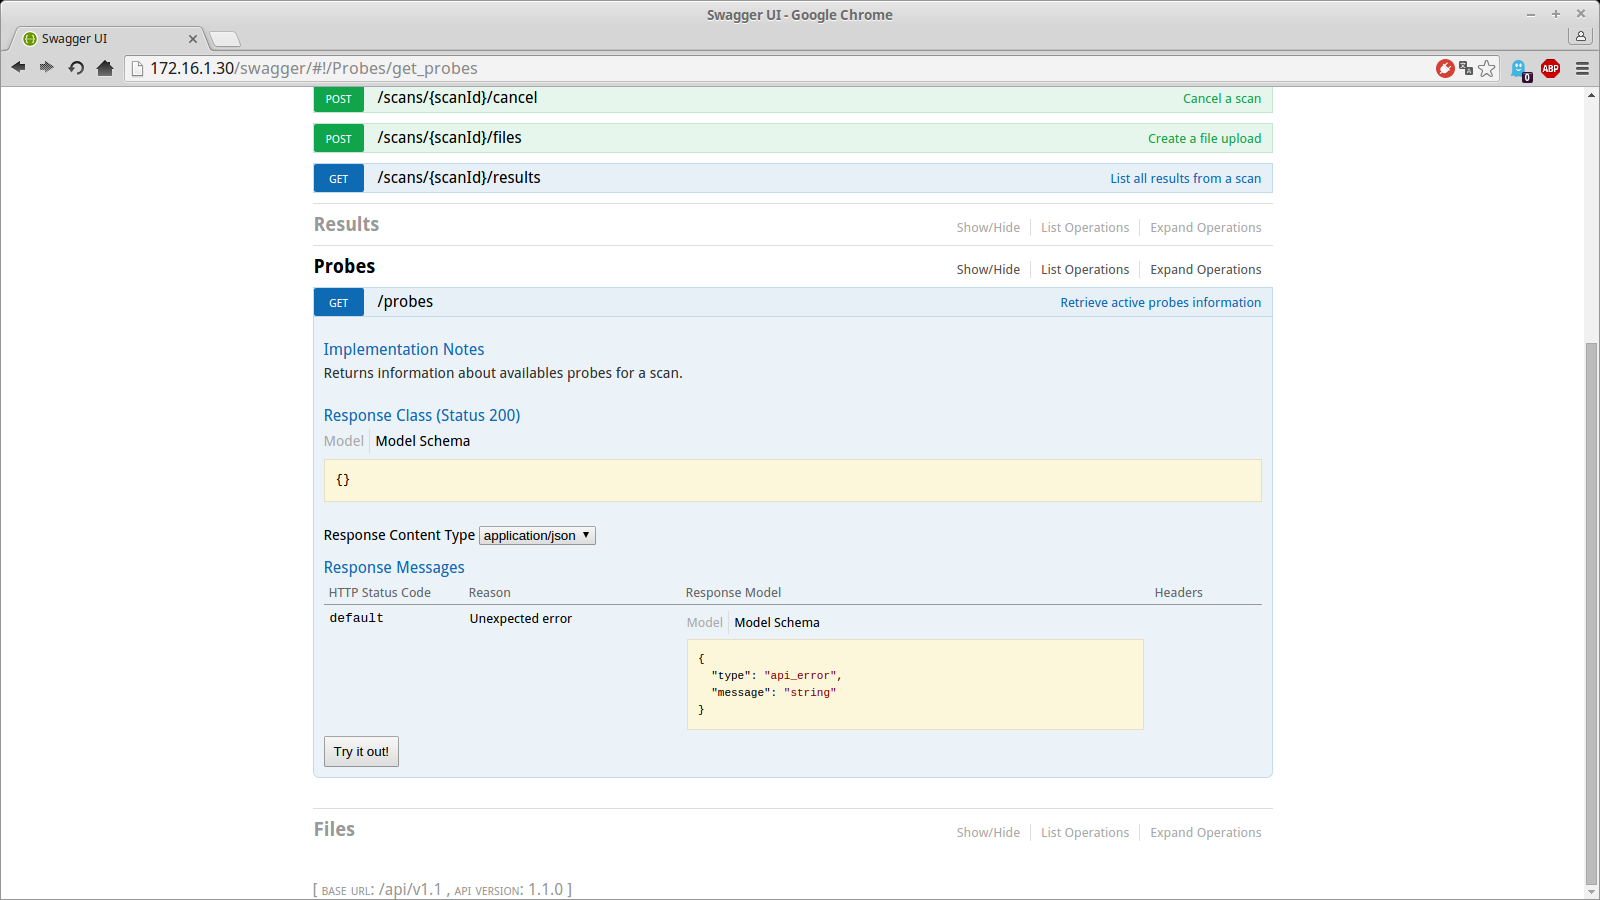 Swagger UI - Google Chrome
Swagger UI
172.16.1.30/swagger/#!/Probes/get_probes
0
ABP
POST /scans/{scanId}/cancel Cancel a scan
POST /scans/{scanId}/files Create a file upload
GET /scans/{scanId}/results List all results from a scan
Results Show/Hide List Operations Expand Operations
Probes Show/Hide List Operations Expand Operations
GET /probes Retrieve active probes information
Implementation Notes
Returns information about availables probes for a scan.
Response Class (Status 200)
Model Model Schema
{}
Response Content Type application/json
Response Messages
HTTP Status Code Reason Response Model Headers
default Unexpected error Model Model Schema
{
"type": "api_error",
"message": "string"
}
Try it out!
Files Show/Hide List Operations Expand Operations
[ BASE URL: /api/v1.1 , API VERSION: 1.1.0 ]